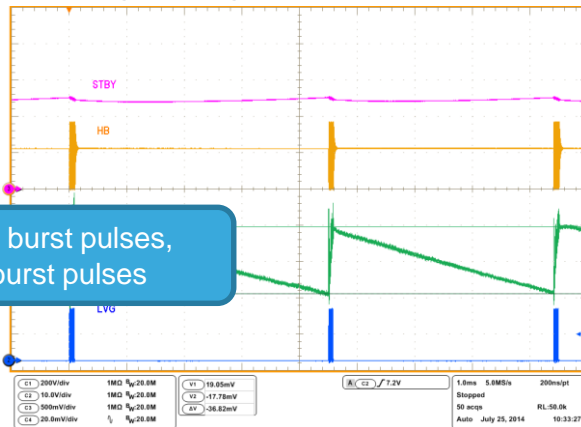 STBY
HB
burst pulses,
burst pulses
LVG
C1 200V/div 1MΩ BW:20.0M
C2 10.0V/div 1MΩ BW:20.0M
C3 500mV/div 1MΩ BW:20.0M
C4 20.0mV/div BW:20.0M
V1 19.05mV
V2 -17.78mV
ΔV -36.82mV
A C2 7.2V
1.0ms 5.0MS/s 200ns/pt
Stopped
50 acqs RL:50.0k
Auto July 25, 2014 10:33:27